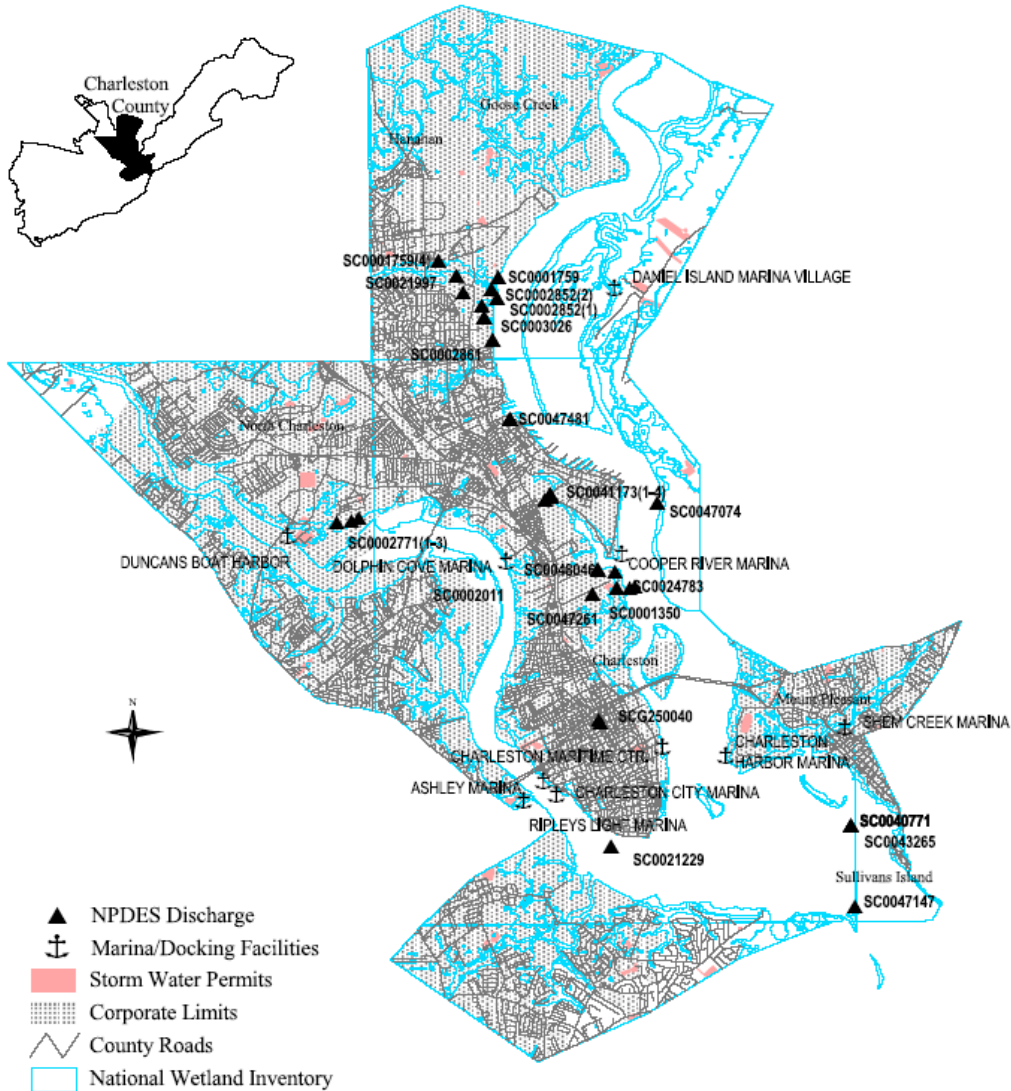 Charleston
County
Goose Creek
Hanahan
SC0001759(4)
SC0001759
DANIEL ISLAND MARINA VILLAGE
SC0021997
SC0002852(2)
SC0002852(1)
SC0003026
SC0002861
SC0047481
North Charleston
SC0041173(1-4)
SC0047074
SC0002771(1-3)
DUNCANS BOAT HARBOR
DOLPHIN COVE MARINA
COOPER RIVER MARINA
SC0048046
SC0024783
SC0002011
SC0047261
SC0001350
Charleston
Mount Pleasant
SCG250040
SHEM CREEK MARINA
CHARLESTON MARITIME CTR.
CHARLESTON
HARBOR MARINA
ASHLEY MARINA
CHARLESTON CITY MARINA
RIPLEYS LIGHT MARINA
SC0040771
SC0043265
SC0021229
Sullivans Island
SC0047147
N
NPDES Discharge
Marina/Docking Facilities
Storm Water Permits
Corporate Limits
County Roads
National Wetland Inventory